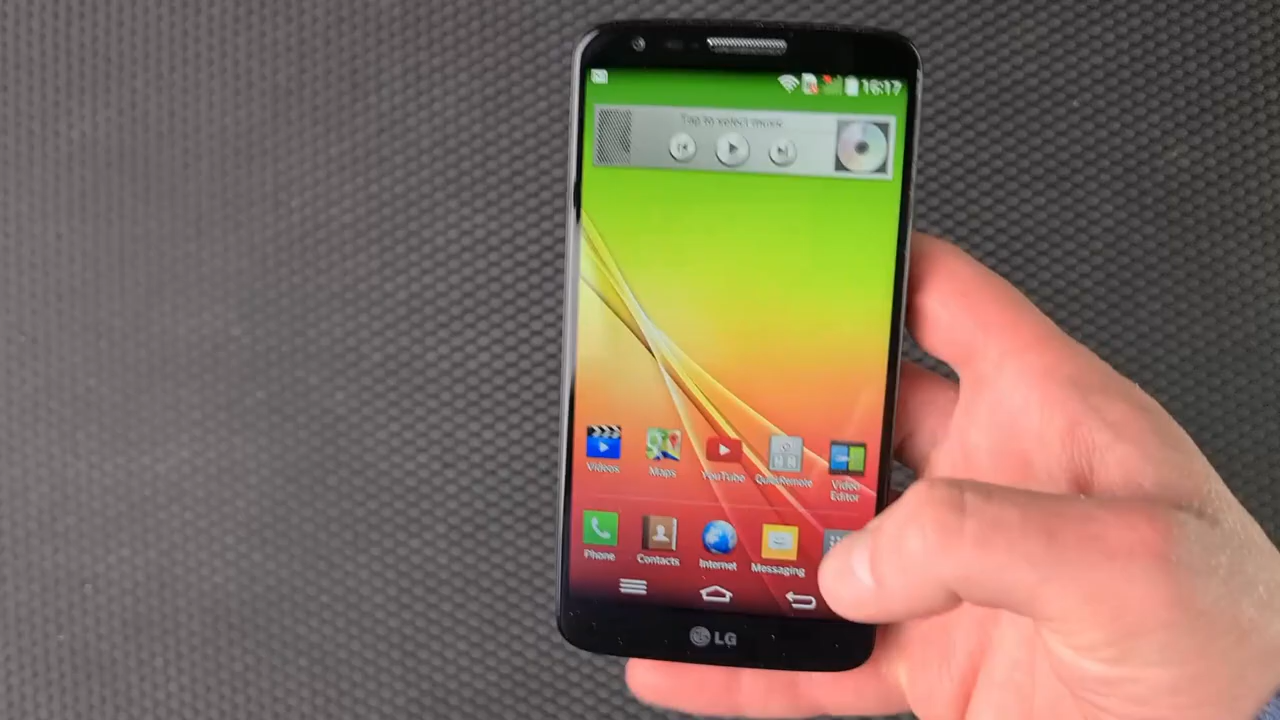 16:17
Tap to select music
Videos
Maps
YouTube
QuickRemote
Video
Editor
Phone
Contacts
Internet
Messaging
LG